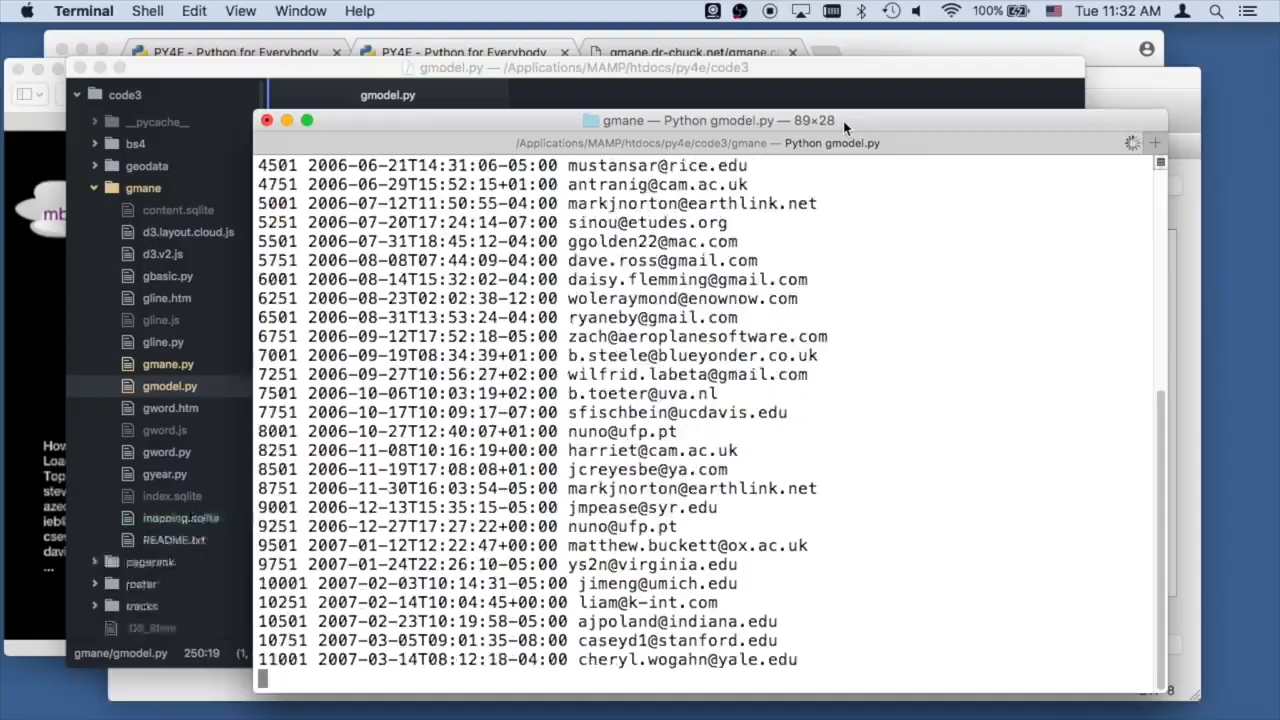 Terminal Shell Edit View Window Help 100% Tue 11:32 AM
PY4E - Python for Everybody PY4E - Python for Everybody gmane.dr-chuck.net/gmane.c
gmodel.py — /Applications/MAMP/htdocs/py4e/code3
code3 gmodel.py
__pycache__
bs4
geodata
gmane
content.sqlite
d3.layout.cloud.js
d3.v2.js
gbasic.py
gline.htm
gline.js
gline.py
gmane.py
gmodel.py
gword.htm
gword.js
gword.py
gyear.py
index.sqlite
mapping.sqlite
README.txt
pagerank
roster
tracks
.DS_Store
gmane/gmodel.py 250:19 (1,
mb
How
Loa
Top
stev
azec
ieb@
csev
davi
...
gmane — Python gmodel.py — 89×28
/Applications/MAMP/htdocs/py4e/code3/gmane — Python gmodel.py
4501 2006-06-21T14:31:06-05:00 mustansar@rice.edu
4751 2006-06-29T15:52:15+01:00 antranig@cam.ac.uk
5001 2006-07-12T11:50:55-04:00 markjnorton@earthlink.net
5251 2006-07-20T17:24:14-07:00 sinou@etudes.org
5501 2006-07-31T18:45:12-04:00 ggolden22@mac.com
5751 2006-08-08T07:44:09-04:00 dave.ross@gmail.com
6001 2006-08-14T15:32:02-04:00 daisy.flemming@gmail.com
6251 2006-08-23T02:02:38-12:00 woleraymond@enownow.com
6501 2006-08-31T13:53:24-04:00 ryaneby@gmail.com
6751 2006-09-12T17:52:18-05:00 zach@aeroplanesoftware.com
7001 2006-09-19T08:34:39+01:00 b.steele@blueyonder.co.uk
7251 2006-09-27T10:56:27+02:00 wilfrid.labeta@gmail.com
7501 2006-10-06T10:03:19+02:00 b.toeter@uva.nl
7751 2006-10-17T10:09:17-07:00 sfischbein@ucdavis.edu
8001 2006-10-27T12:40:07+01:00 nuno@ufp.pt
8251 2006-11-08T10:16:19+00:00 harriet@cam.ac.uk
8501 2006-11-19T17:08:08+01:00 jcreyesbe@ya.com
8751 2006-11-30T16:03:54-05:00 markjnorton@earthlink.net
9001 2006-12-13T15:35:15-05:00 jmpease@syr.edu
9251 2006-12-27T17:27:22+00:00 nuno@ufp.pt
9501 2007-01-12T12:22:47+00:00 matthew.buckett@ox.ac.uk
9751 2007-01-24T22:26:10-05:00 ys2n@virginia.edu
10001 2007-02-03T10:14:31-05:00 jimeng@umich.edu
10251 2007-02-14T10:04:45+00:00 liam@k-int.com
10501 2007-02-23T10:19:58-05:00 ajpoland@indiana.edu
10751 2007-03-05T09:01:35-08:00 caseyd1@stanford.edu
11001 2007-03-14T08:12:18-04:00 cheryl.wogahn@yale.edu